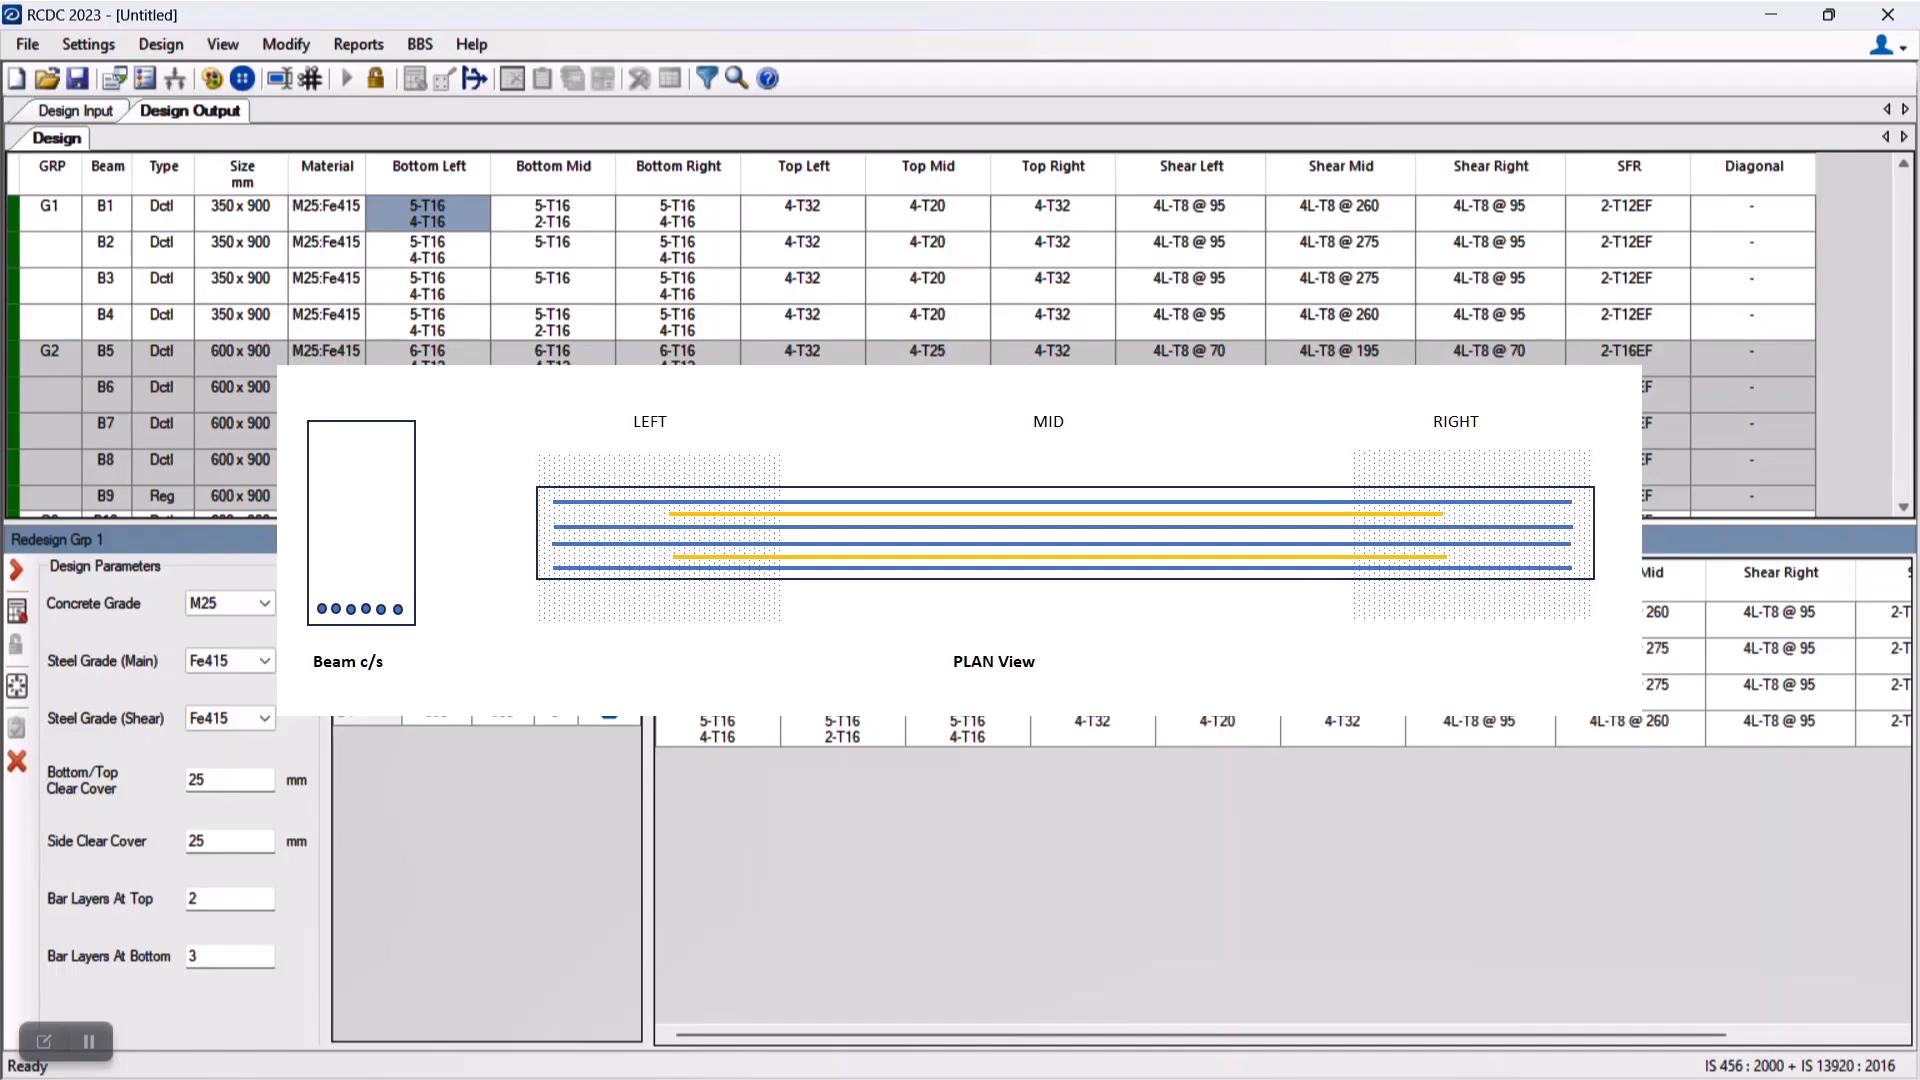 RCDC 2023 - [Untitled]
File Settings Design View Modify Reports BBS Help
Design Input Design Output
Design
GRP Beam Type Size mm Material Bottom Left Bottom Mid Bottom Right Top Left Top Mid Top Right Shear Left Shear Mid Shear Right SFR Diagonal
G1 B1 Dctl 350 x 900 M25:Fe415 5-T16 5-T16 5-T16 4-T32 4-T20 4-T32 4L-T8 @ 95 4L-T8 @ 260 4L-T8 @ 95 2-T12EF -
4-T16 2-T16 4-T16
B2 Dctl 350 x 900 M25:Fe415 5-T16 5-T16 5-T16 4-T32 4-T20 4-T32 4L-T8 @ 95 4L-T8 @ 275 4L-T8 @ 95 2-T12EF -
4-T16 4-T16
B3 Dctl 350 x 900 M25:Fe415 5-T16 5-T16 5-T16 4-T32 4-T20 4-T32 4L-T8 @ 95 4L-T8 @ 275 4L-T8 @ 95 2-T12EF -
4-T16 4-T16
B4 Dctl 350 x 900 M25:Fe415 5-T16 5-T16 5-T16 4-T32 4-T20 4-T32 4L-T8 @ 95 4L-T8 @ 260 4L-T8 @ 95 2-T12EF -
4-T16 2-T16 4-T16
G2 B5 Dctl 600 x 900 M25:Fe415 6-T16 6-T16 6-T16 4-T32 4-T25 4-T32 4L-T8 @ 70 4L-T8 @ 195 4L-T8 @ 70 2-T16EF -
B6 Dctl 600 x 900 EF -
B7 Dctl 600 x 900 EF -
B8 Dctl 600 x 900 EF -
B9 Reg 600 x 900 EF -
LEFT MID RIGHT
Beam c/s PLAN View
Redesign Grp 1
Design Parameters
Concrete Grade M25
Steel Grade (Main) Fe415
Steel Grade (Shear) Fe415
Bottom/Top Clear Cover 25 mm
Side Clear Cover 25 mm
Bar Layers At Top 2
Bar Layers At Bottom 3
Mid Shear Right
260 4L-T8 @ 95 2-T
275 4L-T8 @ 95 2-T
275 4L-T8 @ 95 2-T
5-T16 5-T16 5-T16 4-T32 4-T20 4-T32 4L-T8 @ 95 4L-T8 @ 260 4L-T8 @ 95 2-T
4-T16 2-T16 4-T16
Ready IS 456 : 2000 + IS 13920 : 2016